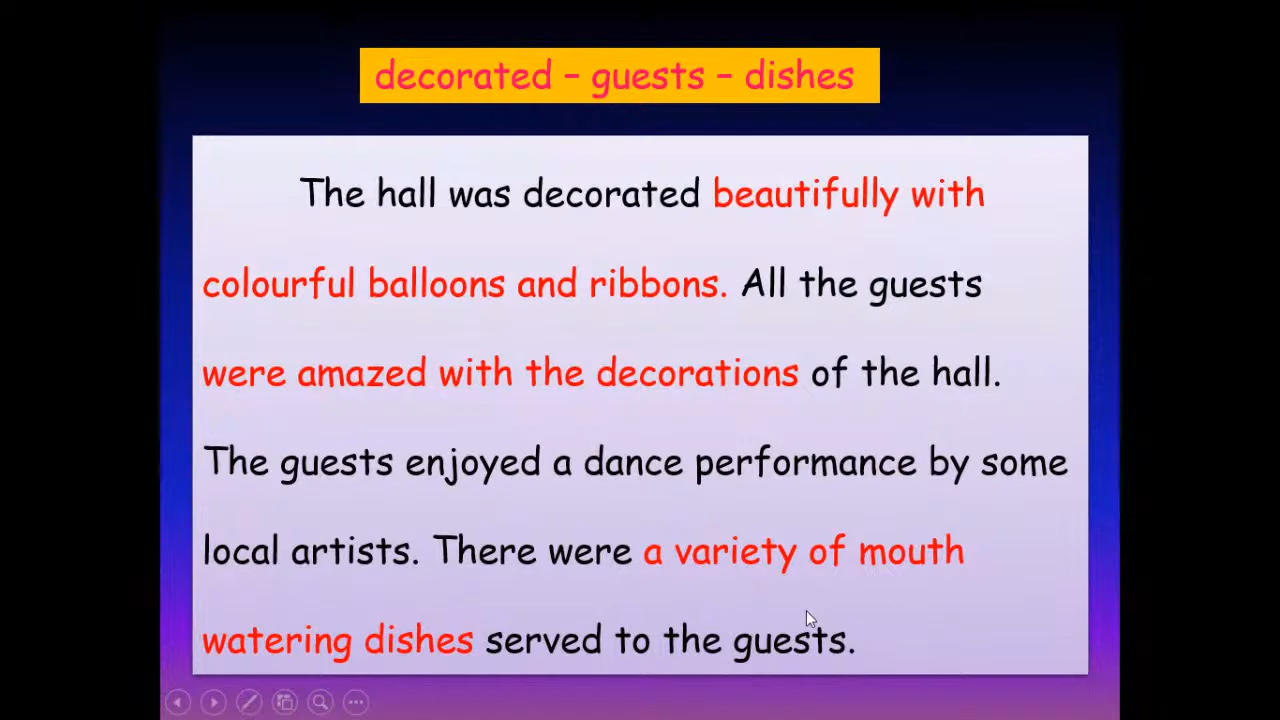 decorated – guests – dishes
The hall was decorated beautifully with
colourful balloons and ribbons. All the guests
were amazed with the decorations of the hall.
The guests enjoyed a dance performance by some
local artists. There were a variety of mouth
watering dishes served to the guests.